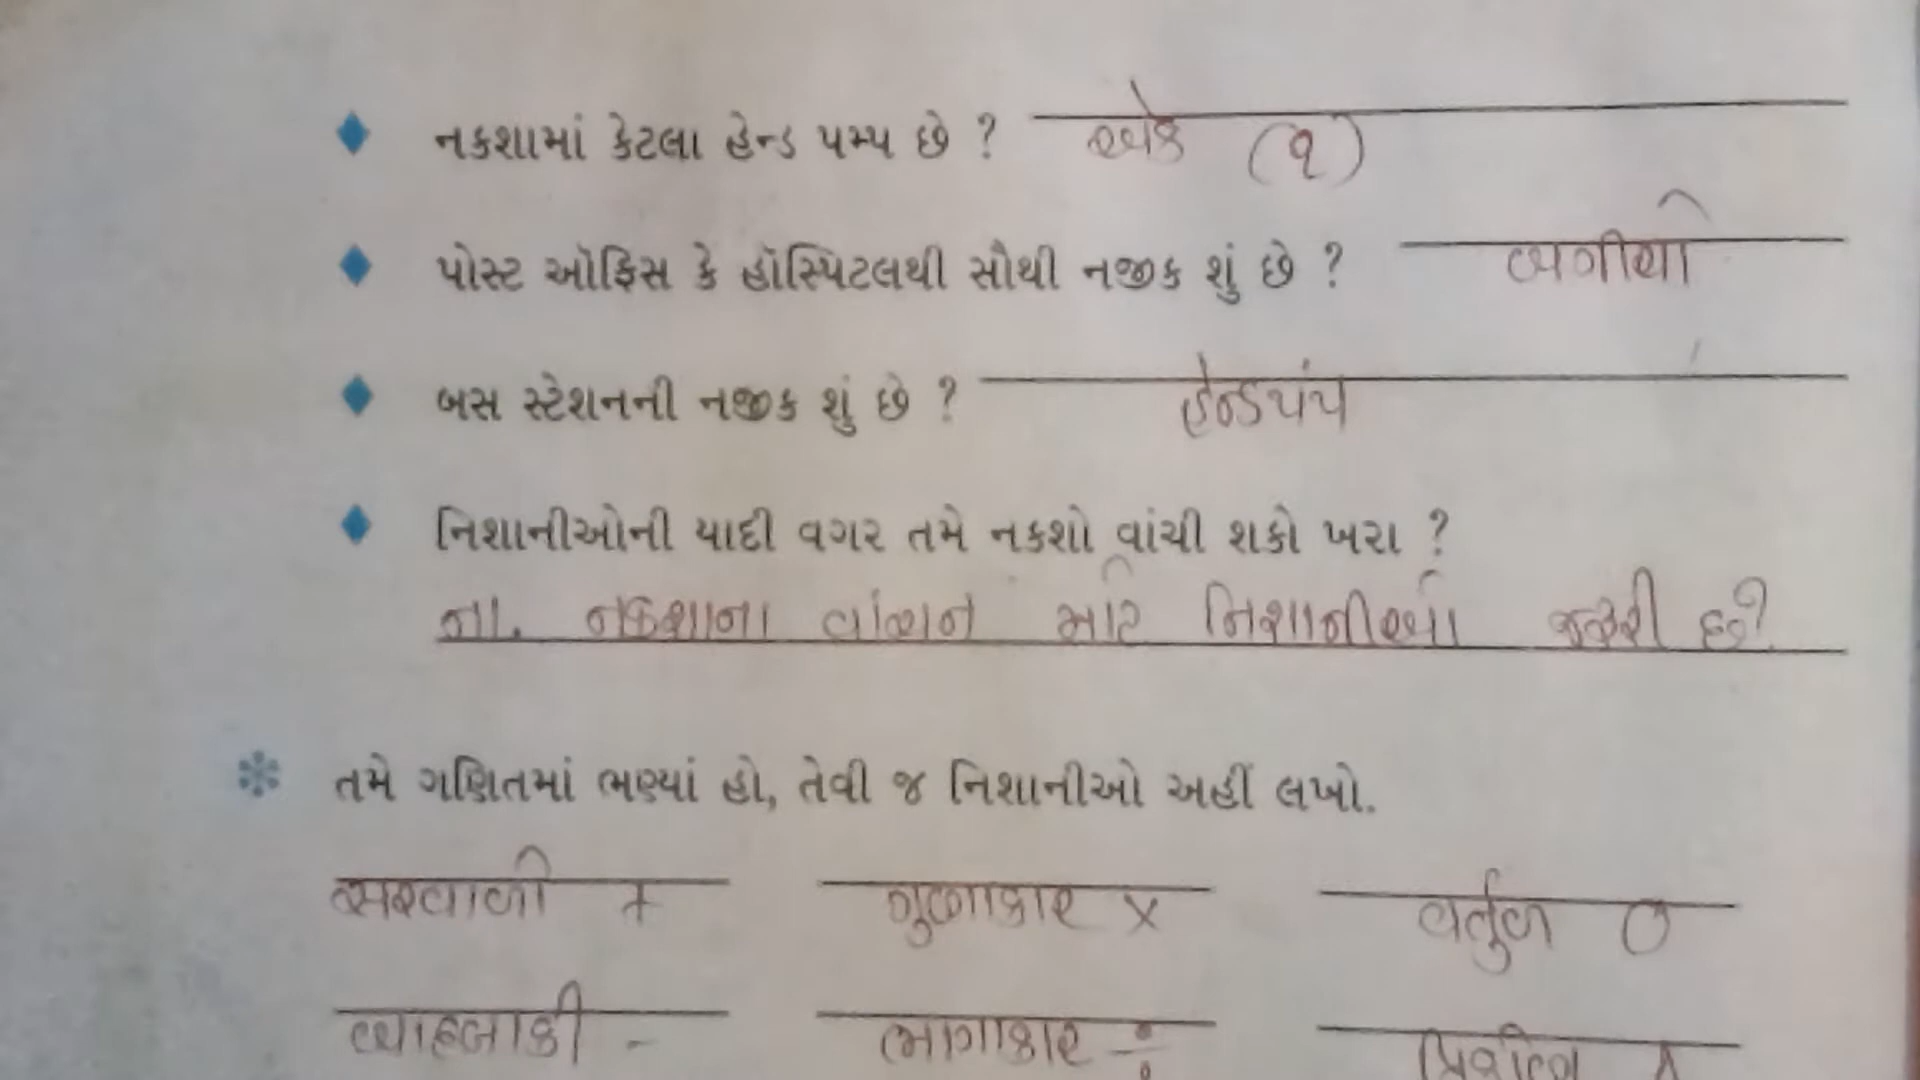 ♦ નકશામાં કેટલા હેન્ડ પમ્પ છે ? એક (૧)
♦ પોસ્ટ ઑફિસ કે હૉસ્પિટલથી સૌથી નજીક શું છે ? બગીચો
♦ બસ સ્ટેશનની નજીક શું છે ? હેન્ડપંપ
♦ નિશાનીઓની યાદી વગર તમે નકશો વાંચી શકો ખરા ?
ના. નકશાના વાંચન માટે નિશાનીઓ જરૂરી છે.
તમે ગણિતમાં ભણ્યાં હો, તેવી જ નિશાનીઓ અહીં લખો.
સરવાળો + ગુણાકાર × વર્તુળ O
બાદબાકી - ભાગાકાર ÷ ત્રિકોણ